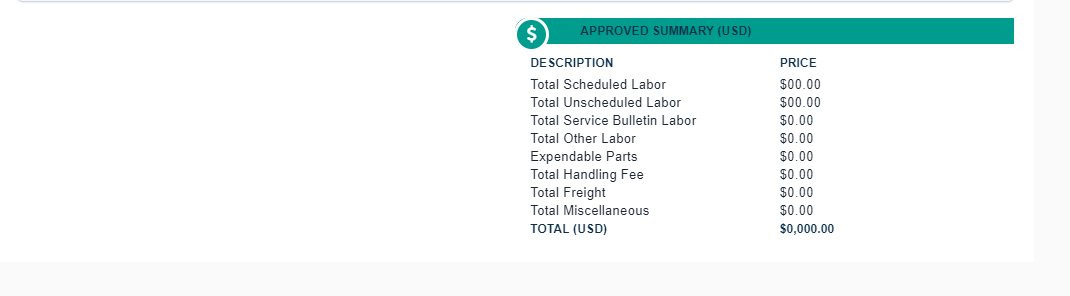 $ APPROVED SUMMARY (USD)
DESCRIPTION PRICE
Total Scheduled Labor $00.00
Total Unscheduled Labor $00.00
Total Service Bulletin Labor $0.00
Total Other Labor $0.00
Expendable Parts $0.00
Total Handling Fee $0.00
Total Freight $0.00
Total Miscellaneous $0.00
TOTAL (USD) $0,000.00